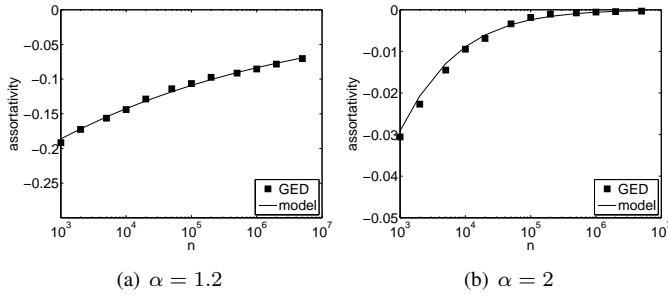 0
−0.05
−0.1
−0.15
−0.2
−0.25
assortativity
10^3 10^4 10^5 10^6 10^7
n
GED
model
(a) α = 1.2
0
−0.01
−0.02
−0.03
−0.04
−0.05
assortativity
10^3 10^4 10^5 10^6 10^7
n
GED
model
(b) α = 2